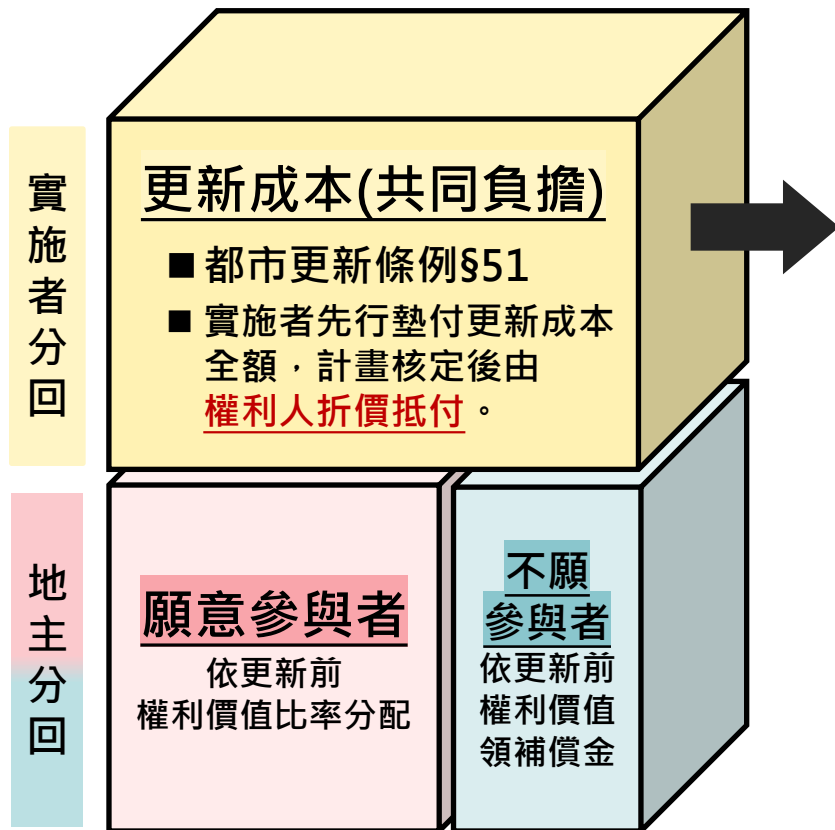 實施者分回
更新成本(共同負擔)
■ 都市更新條例§51
■ 實施者先行墊付更新成本
全額，計畫核定後由
權利人折價抵付。
地主分回
願意參與者
依更新前
權利價值比率分配
不願
參與者
依更新前
權利價值
領補償金